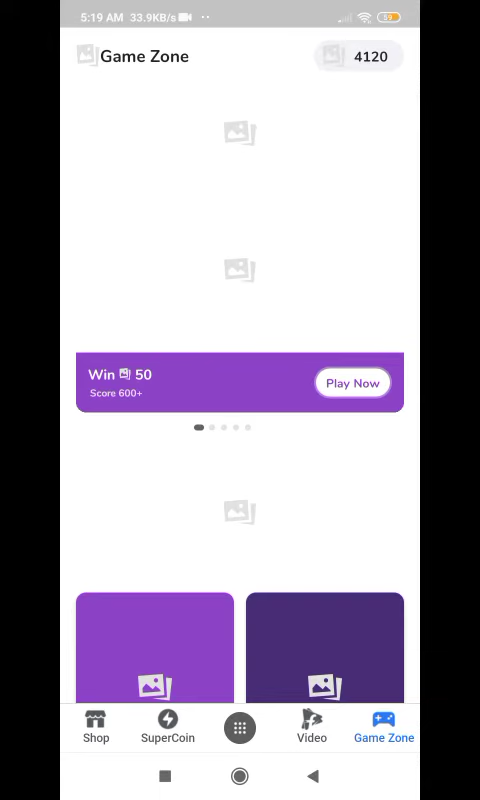 5:19 AM 33.9KB/s
59
Game Zone
4120
Win 50
Score 600+
Play Now
Shop
SuperCoin
Video
Game Zone